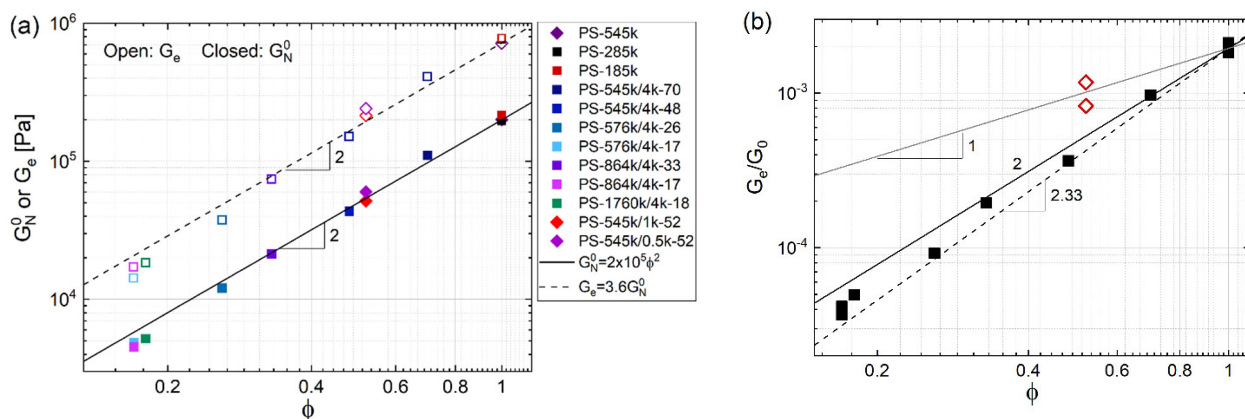 (a)
Open: G_e Closed: G_N^0
G_N^0 or G_e [Pa]
10^6
10^5
10^4
2
2
0.2 0.4 0.6 0.8 1
ϕ
PS-545k
PS-285k
PS-185k
PS-545k/4k-70
PS-545k/4k-48
PS-576k/4k-26
PS-576k/4k-17
PS-864k/4k-33
PS-864k/4k-17
PS-1760k/4k-18
PS-545k/1k-52
PS-545k/0.5k-52
G_N^0=2x10^5ϕ^2
G_e=3.6G_N^0
(b)
G_e/G_0
10^-3
10^-4
1
2
2.33
0.2 0.4 0.6 0.8 1
ϕ